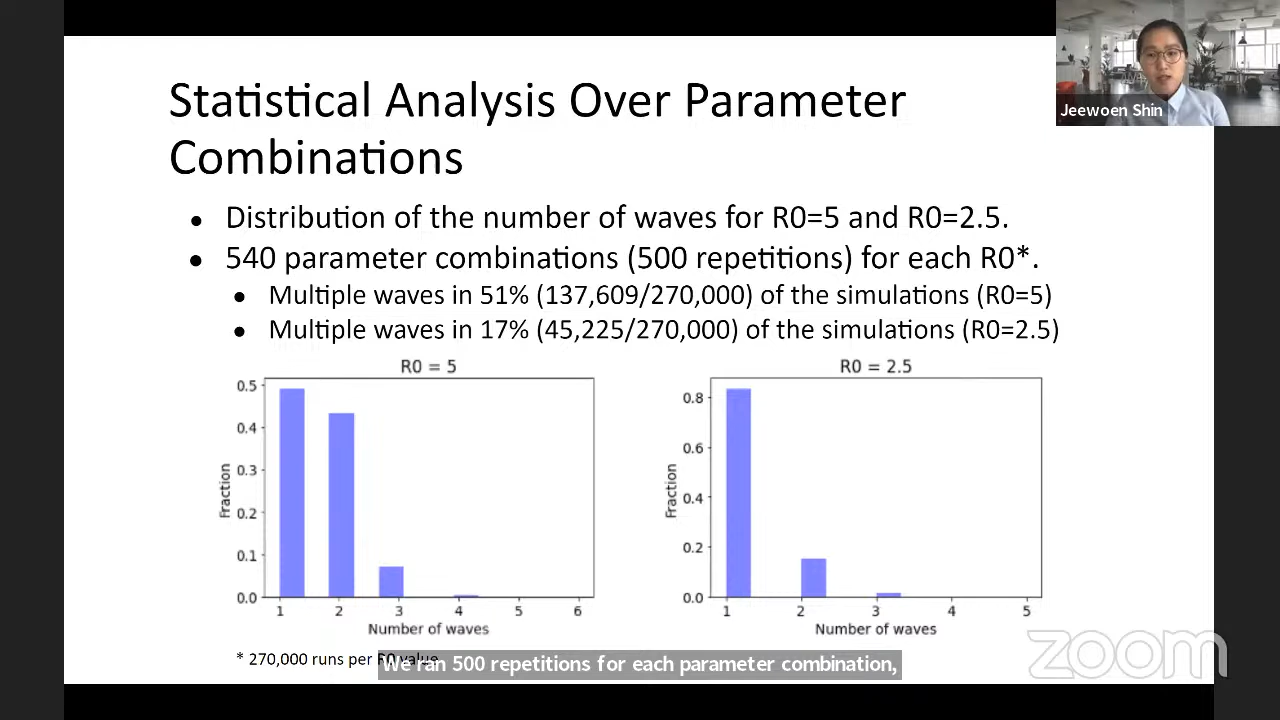 Jeewoen Shin
Statistical Analysis Over Parameter
Combinations
● Distribution of the number of waves for R0=5 and R0=2.5.
● 540 parameter combinations (500 repetitions) for each R0*.
● Multiple waves in 51% (137,609/270,000) of the simulations (R0=5)
● Multiple waves in 17% (45,225/270,000) of the simulations (R0=2.5)
R0 = 5
0.5
0.4
0.3
0.2
0.1
0.0
Fraction
1 2 3 4 5 6
Number of waves
R0 = 2.5
0.8
0.6
0.4
0.2
0.0
Fraction
1 2 3 4 5
Number of waves
* 270,000 runs per R0 value
We ran 500 repetitions for each parameter combination,
zoom